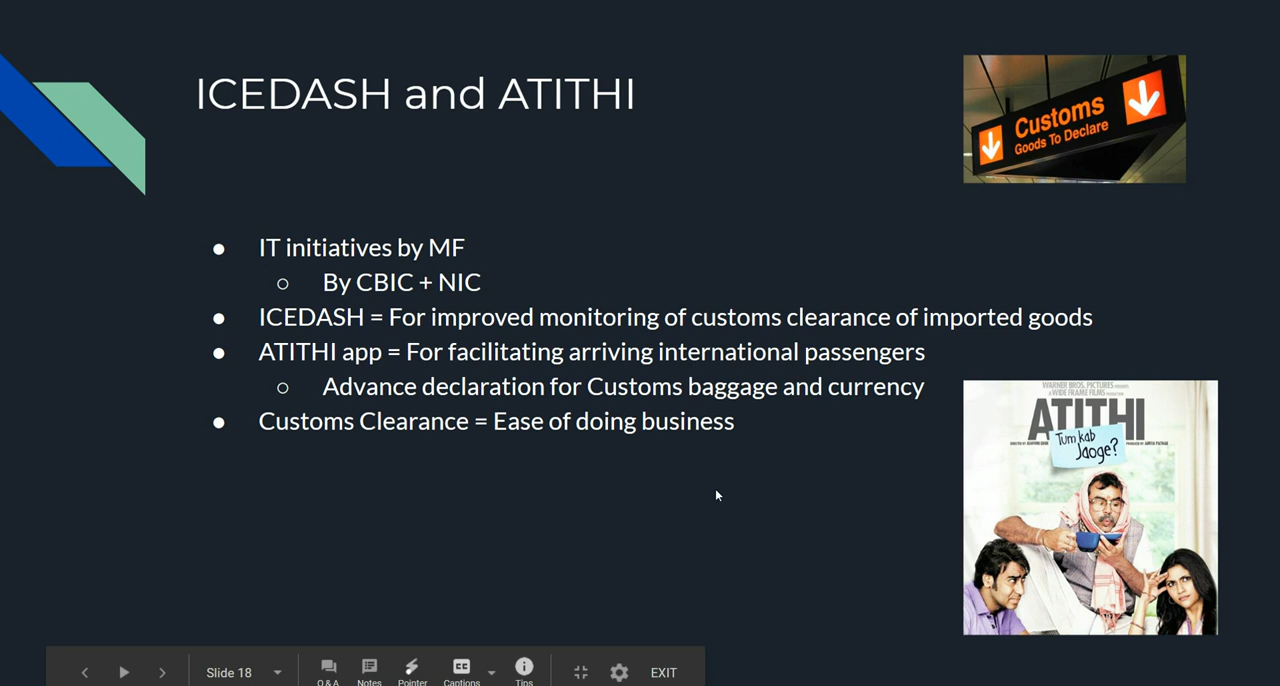 ICEDASH and ATITHI
Customs
Goods To Declare
● IT initiatives by MF
○ By CBIC + NIC
● ICEDASH = For improved monitoring of customs clearance of imported goods
● ATITHI app = For facilitating arriving international passengers
○ Advance declaration for Customs baggage and currency
● Customs Clearance = Ease of doing business
WARNER BROS. PICTURES PRESENTS
A WIDE FRAME FILMS PRODUCTION
ATITHI
Tum kab
Jaoge?
Slide 18
Q & A
Notes
Pointer
CC
Captions
Tips
EXIT